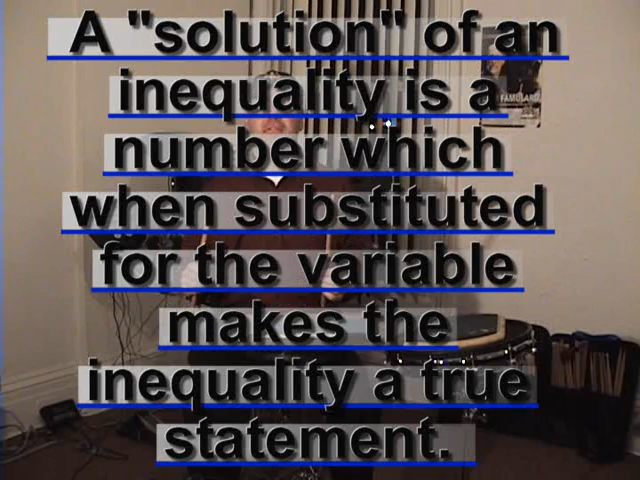 A "solution" of an
inequality is a
number which
when substituted
for the variable
makes the
inequality a true
statement.